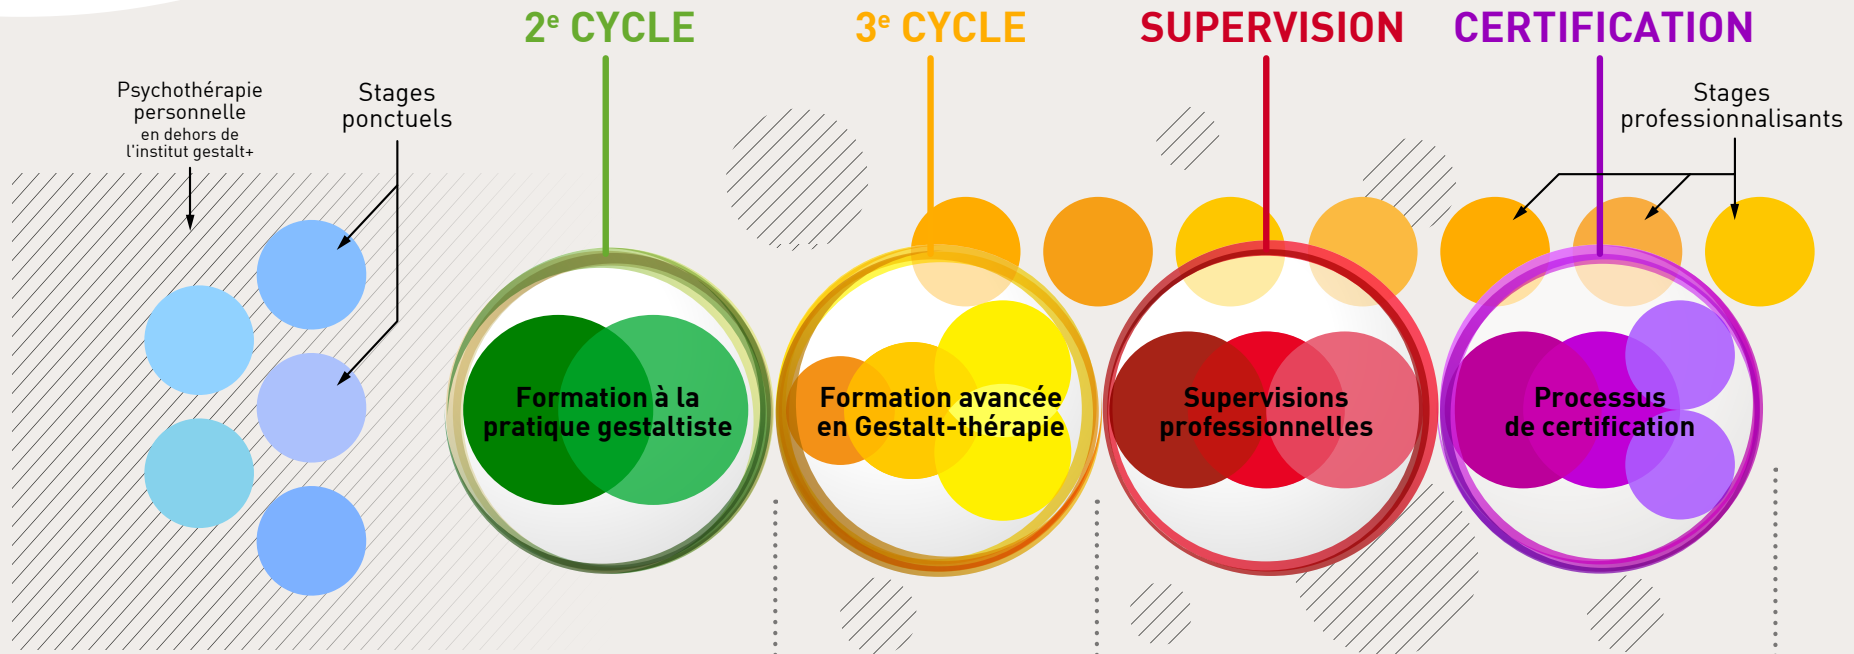 2e CYCLE
3e CYCLE
SUPERVISION
CERTIFICATION
Psychothérapie
personnelle
en dehors de
l'institut gestalt+
Stages
ponctuels
Stages
professionnalisants
Formation à la
pratique gestaltiste
Formation avancée
en Gestalt-thérapie
Supervisions
professionnelles
Processus
de certification